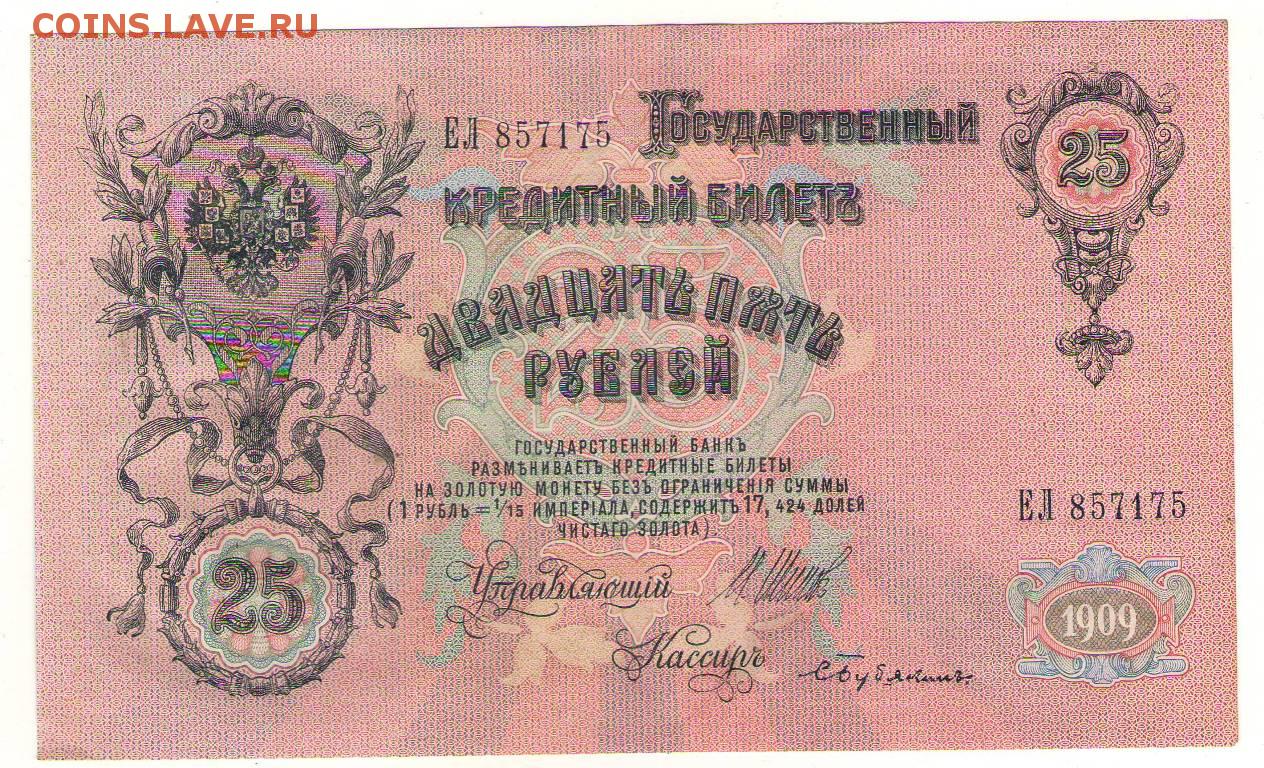 COINS.LAVE.RU
ЕЛ 857175
ГОСУДАРСТВЕННЫЙ
КРЕДИТНЫЙ БИЛЕТЪ
25
ДВАДЦАТЬ ПЯТЬ
РУБЛЕЙ
ГОСУДАРСТВЕННЫЙ БАНКЪ
РАЗМѢНИВАЕТЪ КРЕДИТНЫЕ БИЛЕТЫ
НА ЗОЛОТУЮ МОНЕТУ БЕЗЪ ОГРАНИЧЕНІЯ СУММЫ
(1 РУБЛЬ = 1/15 ИМПЕРІАЛА, СОДЕРЖИТЪ 17, 424 ДОЛЕЙ
ЧИСТАГО ЗОЛОТА)
ЕЛ 857175
25
Управляющій
Кассиръ
1909